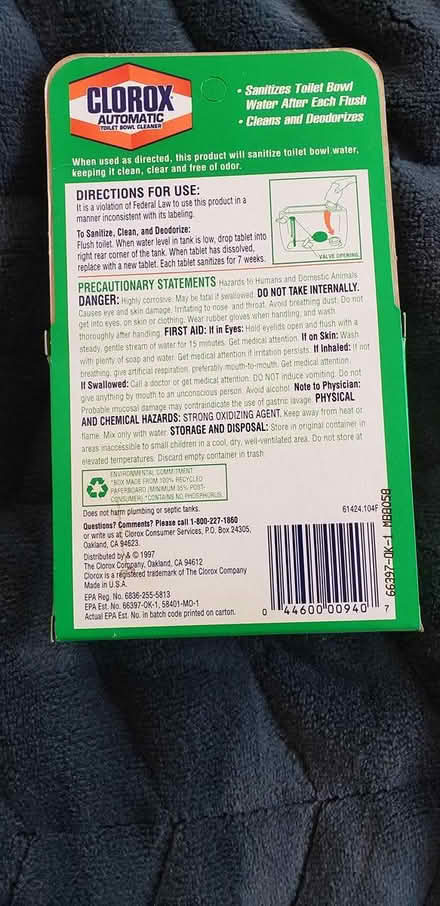 CLOROX
AUTOMATIC
TOILET BOWL CLEANER
• Sanitizes Toilet Bowl
Water After Each Flush
• Cleans and Deodorizes
When used as directed, this product will sanitize toilet bowl water,
keeping it clean, clear and free of odor.
DIRECTIONS FOR USE:
It is a violation of Federal Law to use this product in a
manner inconsistent with its labeling.
To Sanitize, Clean, and Deodorize:
Flush toilet. When water level in tank is low, drop tablet into
right rear corner of the tank. When tablet has dissolved,
replace with a new tablet. Each tablet sanitizes for 7 weeks.
VALVE OPENING
PRECAUTIONARY STATEMENTS Hazards to Humans and Domestic Animals
DANGER: Highly corrosive. May be fatal if swallowed. DO NOT TAKE INTERNALLY.
Causes eye and skin damage. Irritating to nose and throat. Avoid breathing dust. Do not
get into eyes, on skin or clothing. Wear rubber gloves when handling, and wash
thoroughly after handling. FIRST AID: If in Eyes: Hold eyelids open and flush with a
steady, gentle stream of water for 15 minutes. Get medical attention. If on Skin: Wash
with plenty of soap and water. Get medical attention if irritation persists. If Inhaled: If not
breathing, give artificial respiration, preferably mouth-to-mouth. Get medical attention.
If Swallowed: Call a doctor or get medical attention. DO NOT induce vomiting. Do not
give anything by mouth to an unconscious person. Avoid alcohol. Note to Physician:
Probable mucosal damage may contraindicate the use of gastric lavage. PHYSICAL
AND CHEMICAL HAZARDS: STRONG OXIDIZING AGENT. Keep away from heat or
flame. Mix only with water. STORAGE AND DISPOSAL: Store in original container in
areas inaccessible to small children in a cool, dry, well-ventilated area. Do not store at
elevated temperatures. Discard empty container in trash.
ENVIRONMENTAL COMMITMENT
*BOX MADE FROM 100% RECYCLED
PAPERBOARD (MINIMUM 35% POST-
CONSUMER) *CONTAINS NO PHOSPHORUS.
Does not harm plumbing or septic tanks.
Questions? Comments? Please call 1-800-227-1860
or write us at: Clorox Consumer Services, P.O. Box 24305,
Oakland, CA 94623.
Distributed by & © 1997
The Clorox Company, Oakland, CA 94612
Clorox is a registered trademark of The Clorox Company
Made in U.S.A.
EPA Reg. No. 6836-255-5813
EPA Est. No. 66397-OK-1, 58401-MO-1
Actual EPA Est. No. in batch code printed on carton.
61424.104F
0 44600 00940 7
66397-OK-1 M88058